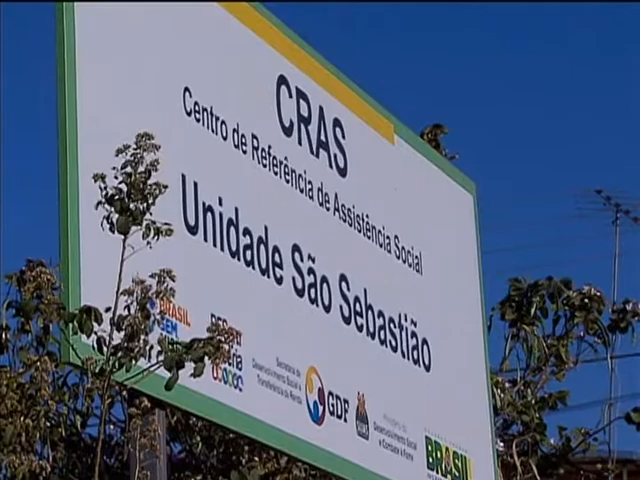 CRAS
Centro de Referência de Assistência Social
Unidade São Sebastião
BRASIL
SEM
Secretaria de
Desenvolvimento Social e
Transferência de Renda
GDF
Ministério do
Desenvolvimento Social
e Combate à Fome
BRASIL